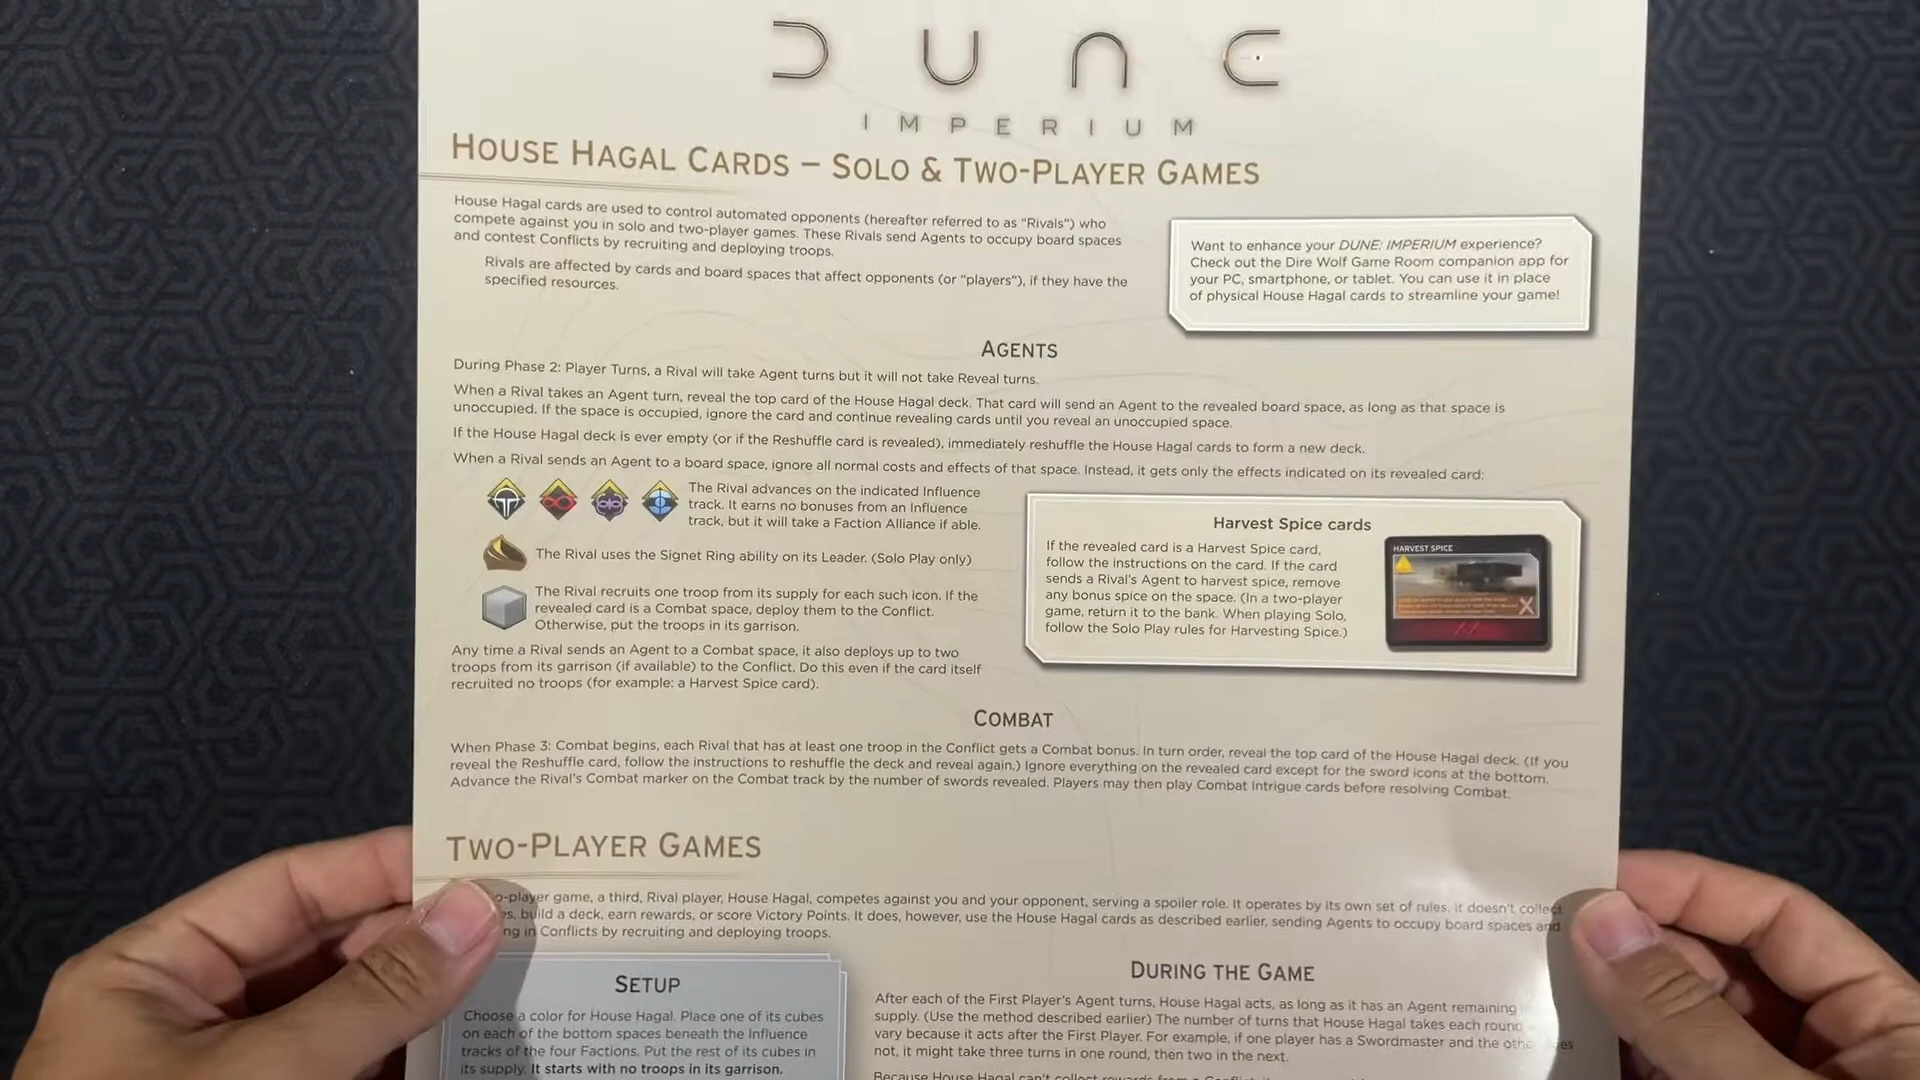 DUNE
IMPERIUM
HOUSE HAGAL CARDS – SOLO & TWO-PLAYER GAMES
House Hagal cards are used to control automated opponents (hereafter referred to as "Rivals") who
compete against you in solo and two-player games. These Rivals send Agents to occupy board spaces
and contest Conflicts by recruiting and deploying troops.
Rivals are affected by cards and board spaces that affect opponents (or "players"), if they have the
specified resources.
Want to enhance your DUNE: IMPERIUM experience?
Check out the Dire Wolf Game Room companion app for
your PC, smartphone, or tablet. You can use it in place
of physical House Hagal cards to streamline your game!
AGENTS
During Phase 2: Player Turns, a Rival will take Agent turns but it will not take Reveal turns.
When a Rival takes an Agent turn, reveal the top card of the House Hagal deck. That card will send an Agent to the revealed board space, as long as that space is
unoccupied. If the space is occupied, ignore the card and continue revealing cards until you reveal an unoccupied space.
If the House Hagal deck is ever empty (or if the Reshuffle card is revealed), immediately reshuffle the House Hagal cards to form a new deck.
When a Rival sends an Agent to a board space, ignore all normal costs and effects of that space. Instead, it gets only the effects indicated on its revealed card:
The Rival advances on the indicated Influence
track. It earns no bonuses from an Influence
track, but it will take a Faction Alliance if able.
The Rival uses the Signet Ring ability on its Leader. (Solo Play only)
The Rival recruits one troop from its supply for each such icon. If the
revealed card is a Combat space, deploy them to the Conflict.
Otherwise, put the troops in its garrison.
Any time a Rival sends an Agent to a Combat space, it also deploys up to two
troops from its garrison (if available) to the Conflict. Do this even if the card itself
recruited no troops (for example: a Harvest Spice card).
Harvest Spice cards
If the revealed card is a Harvest Spice card,
follow the instructions on the card. If the card
sends a Rival's Agent to harvest spice, remove
any bonus spice on the space. (In a two-player
game, return it to the bank. When playing Solo,
follow the Solo Play rules for Harvesting Spice.)
HARVEST SPICE
COMBAT
When Phase 3: Combat begins, each Rival that has at least one troop in the Conflict gets a Combat bonus. In turn order, reveal the top card of the House Hagal deck. (If you
reveal the Reshuffle card, follow the instructions to reshuffle the deck and reveal again.) Ignore everything on the revealed card except for the sword icons at the bottom.
Advance the Rival's Combat marker on the Combat track by the number of swords revealed. Players may then play Combat Intrigue cards before resolving Combat.
TWO-PLAYER GAMES
o-player game, a third, Rival player, House Hagal, competes against you and your opponent, serving a spoiler role. It operates by its own set of rules. It doesn't collect
es, build a deck, earn rewards, or score Victory Points. It does, however, use the House Hagal cards as described earlier, sending Agents to occupy board spaces and
ng in Conflicts by recruiting and deploying troops.
SETUP
Choose a color for House Hagal. Place one of its cubes
on each of the bottom spaces beneath the Influence
tracks of the four Factions. Put the rest of its cubes in
its supply. It starts with no troops in its garrison.
DURING THE GAME
After each of the First Player's Agent turns, House Hagal acts, as long as it has an Agent remaining
supply. (Use the method described earlier) The number of turns that House Hagal takes each round
vary because it acts after the First Player. For example, if one player has a Swordmaster and the othe
not, it might take three turns in one round, then two in the next.
Because House Hagal can't collect rewards from a Conflict, it